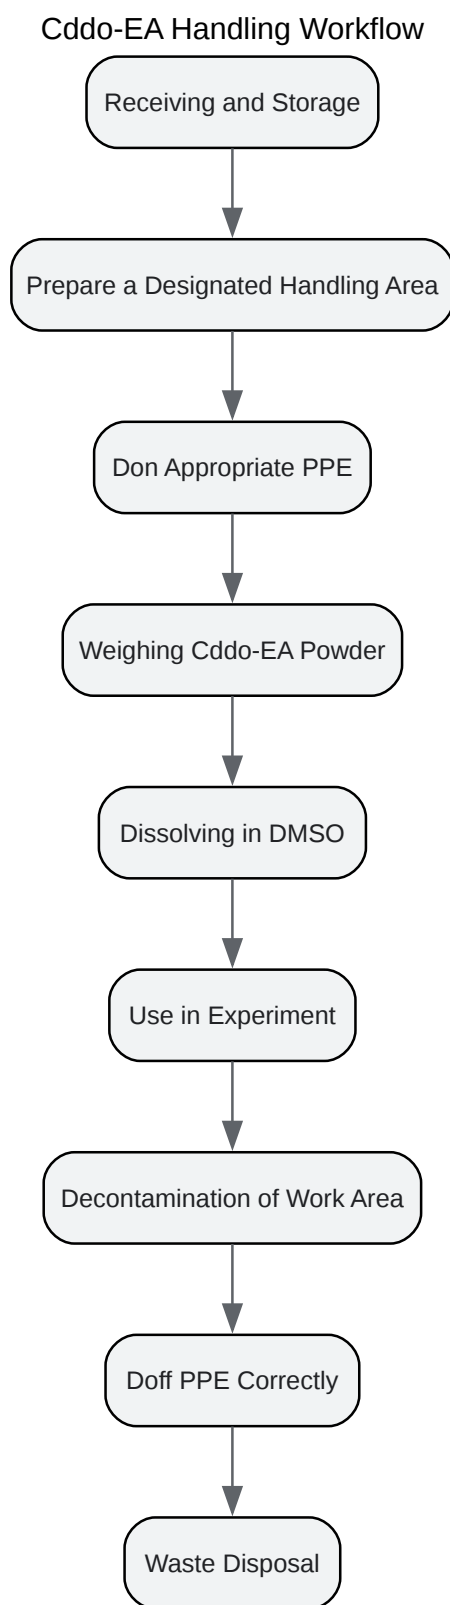 Cddo-EA Handling Workflow
Receiving and Storage
Prepare a Designated Handling Area
Don Appropriate PPE
Weighing Cddo-EA Powder
Dissolving in DMSO
Use in Experiment
Decontamination of Work Area
Doff PPE Correctly
Waste Disposal